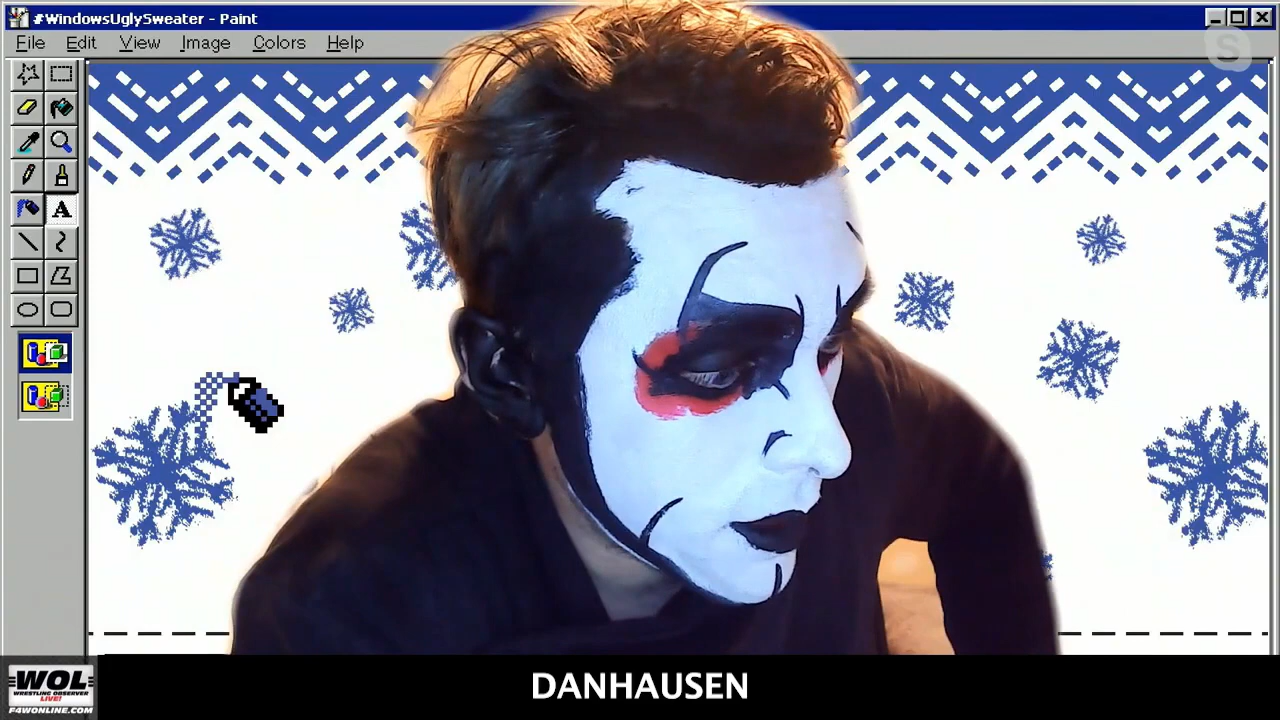 #WindowsUglySweater - Paint
File Edit View Image Colors Help
S
A
WOL
WRESTLING OBSERVER
LIVE!
F4WONLINE.COM
DANHAUSEN